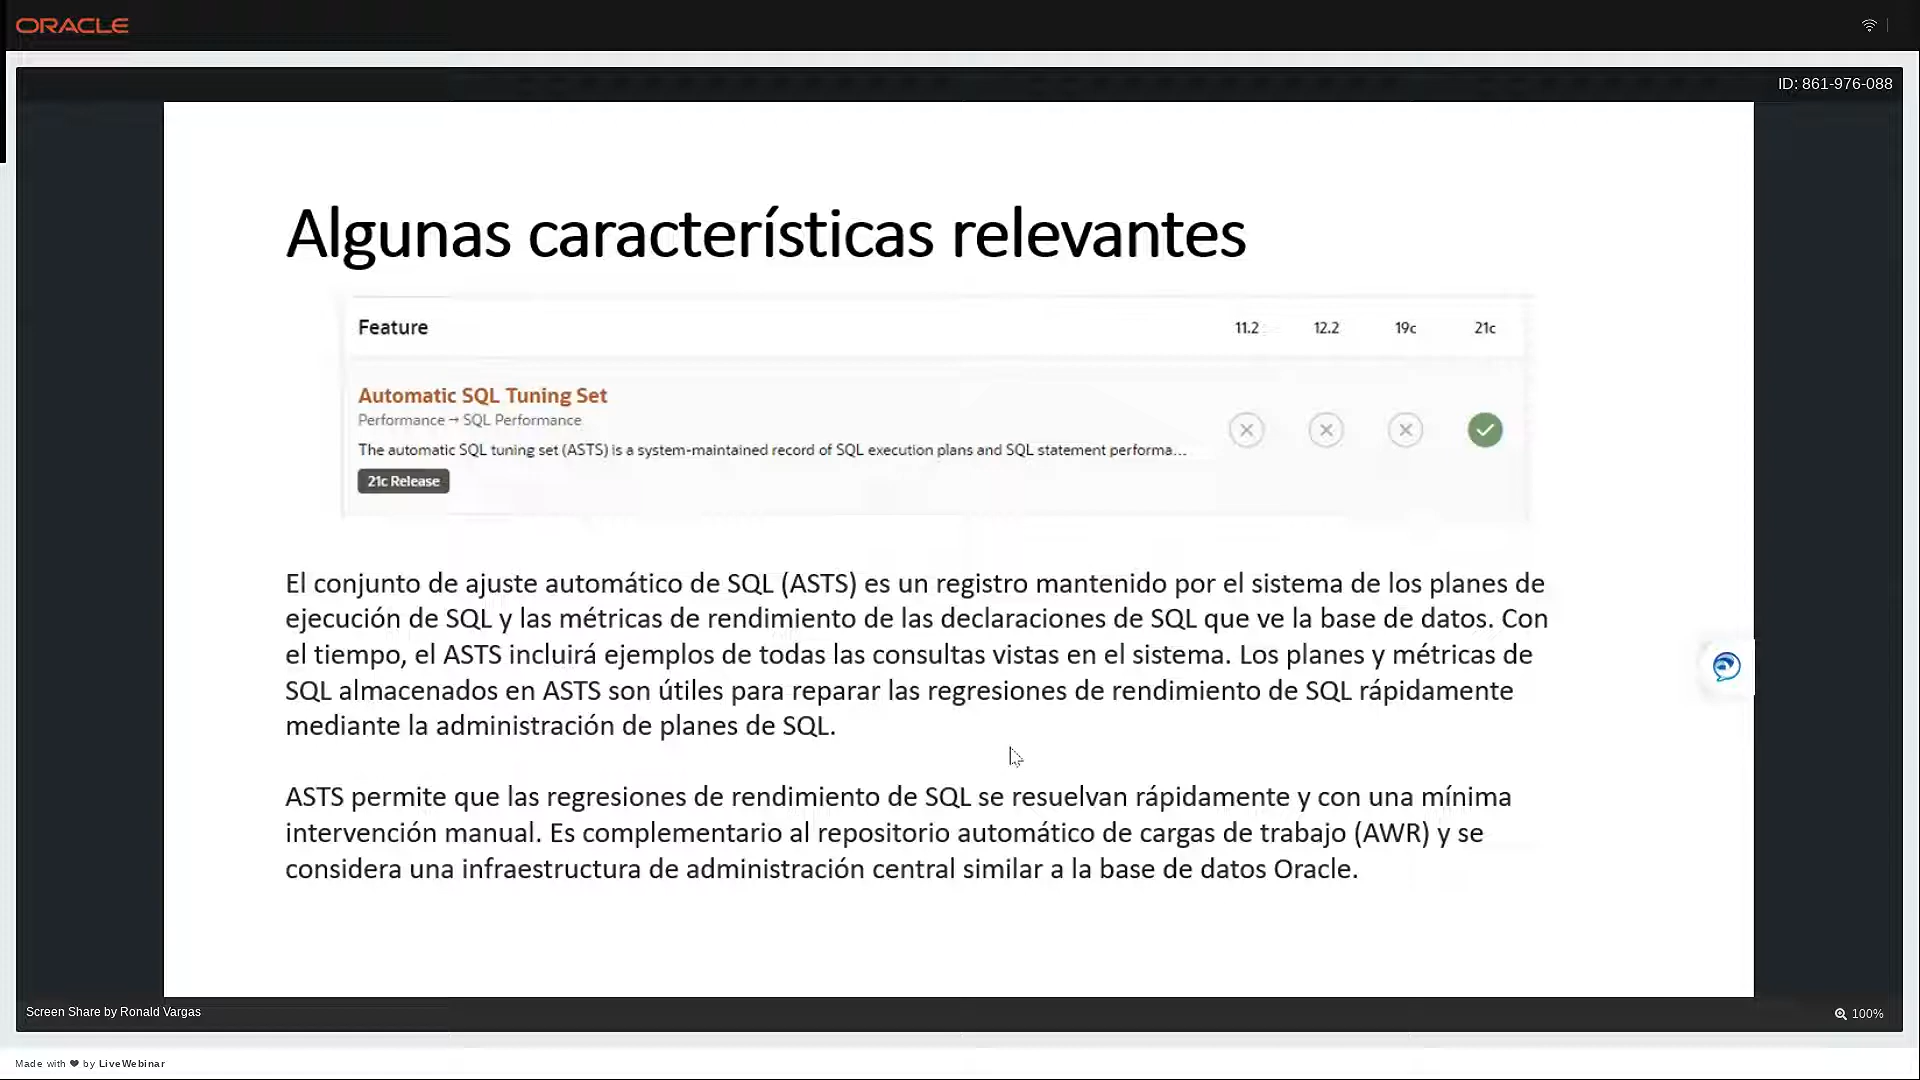 ORACLE
ID: 861-976-088
Algunas características relevantes
Feature 11.2 12.2 19c 21c
Automatic SQL Tuning Set
Performance → SQL Performance
The automatic SQL tuning set (ASTS) is a system-maintained record of SQL execution plans and SQL statement performa...
21c Release
El conjunto de ajuste automático de SQL (ASTS) es un registro mantenido por el sistema de los planes de
ejecución de SQL y las métricas de rendimiento de las declaraciones de SQL que ve la base de datos. Con
el tiempo, el ASTS incluirá ejemplos de todas las consultas vistas en el sistema. Los planes y métricas de
SQL almacenados en ASTS son útiles para reparar las regresiones de rendimiento de SQL rápidamente
mediante la administración de planes de SQL.
ASTS permite que las regresiones de rendimiento de SQL se resuelvan rápidamente y con una mínima
intervención manual. Es complementario al repositorio automático de cargas de trabajo (AWR) y se
considera una infraestructura de administración central similar a la base de datos Oracle.
Screen Share by Ronald Vargas
100%
Made with ❤ by LiveWebinar